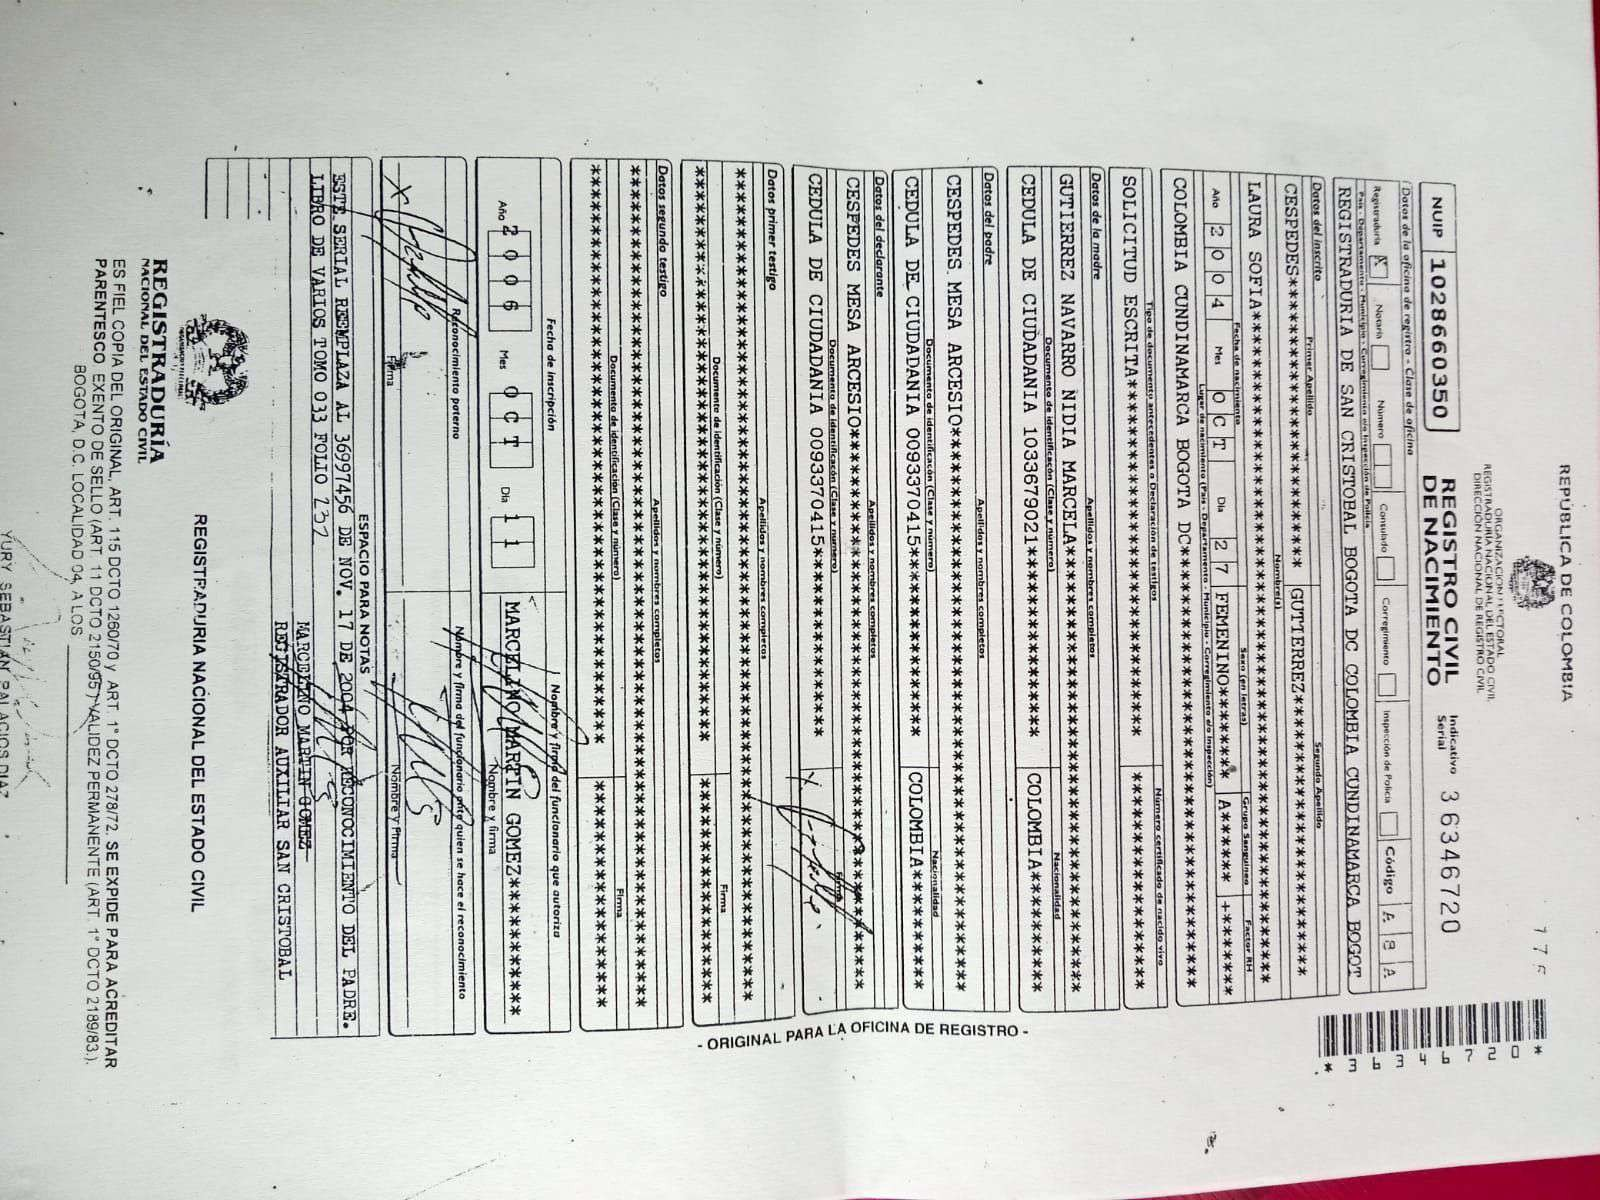 REPÚBLICA DE COLOMBIA
ORGANIZACIÓN ELECTORAL
REGISTRADURÍA NACIONAL DEL ESTADO CIVIL
DIRECCIÓN NACIONAL DE REGISTRO CIVIL
NUIP 1028660350
REGISTRO CIVIL
DE NACIMIENTO
Indicativo
Serial 36346720
*36346720*
Datos de la oficina de registro - Clase de oficina
Registraduría X Notaría Número Consulado Corregimiento Inspección de Policía Código A 8 A
País - Departamento - Municipio - Corregimiento e/o Inspección de Policía
REGISTRADURIA DE SAN CRISTOBAL BOGOTA DC COLOMBIA CUNDINAMARCA BOGOT
Datos del inscrito
Primer Apellido Segundo Apellido
CESPEDES GUTIERREZ
Nombre(s)
LAURA SOFIA
Fecha de nacimiento Sexo (en letras) Grupo Sanguíneo Factor RH
Año 2004 Mes OCT Día 27 FEMENINO A +
Lugar de nacimiento (País - Departamento - Municipio - Corregimiento e/o Inspección)
COLOMBIA CUNDINAMARCA BOGOTA DC
Tipo de documento antecedentes o Declaración de testigos Número certificado de nacido vivo
SOLICITUD ESCRITA
Datos de la madre
Apellidos y nombres completos
GUTIERREZ NAVARRO NIDIA MARCELA
Documento de identificación (Clase y número) Nacionalidad
CEDULA DE CIUDADANIA 1033679021 COLOMBIA
Datos del padre
Apellidos y nombres completos
CESPEDES MESA ARCESIO
Documento de identificación (Clase y número) Nacionalidad
CEDULA DE CIUDADANIA 0093370415 COLOMBIA
Datos del declarante
Apellidos y nombres completos
CESPEDES MESA ARCESIO
Documento de identificación (Clase y número) Firma
CEDULA DE CIUDADANIA 0093370415
Datos primer testigo
Apellidos y nombres completos
Documento de identificación (Clase y número) Firma
Datos segundo testigo
Apellidos y nombres completos
Documento de identificación (Clase y número) Firma
Fecha de inscripción Nombre y firma del funcionario que autoriza
Año 2006 Mes OCT Día 11 MARCELINO MARTIN GOMEZ
Nombre y firma
Reconocimiento paterno Nombre y firma del funcionario ante quien se hace el reconocimiento
Firma Nombre y Firma
ESPACIO PARA NOTAS
ESTE SERIAL REEMPLAZA AL 36997456 DE NOV. 17 DE 2004 POR RECONOCIMIENTO DEL PADRE.
LIBRO DE VARIOS TOMO 033 FOLIO 232
MARCELINO MARTIN GOMEZ
REGISTRADOR AUXILIAR SAN CRISTOBAL
- ORIGINAL PARA LA OFICINA DE REGISTRO -
REGISTRADURÍA
NACIONAL DEL ESTADO CIVIL
REGISTRADURIA NACIONAL DEL ESTADO CIVIL
ES FIEL COPIA DEL ORIGINAL, ART. 115 DCTO 1260/70 y ART. 1° DCTO 278/72. SE EXPIDE PARA ACREDITAR
PARENTESCO EXENTO DE SELLO (ART. 11 DCTO 2150/95) VALIDEZ PERMANENTE (ART. 1° DCTO 2189/83.).
BOGOTA, D.C. LOCALIDAD 04, A LOS
YURY SEBASTIAN PALACIOS DIAZ